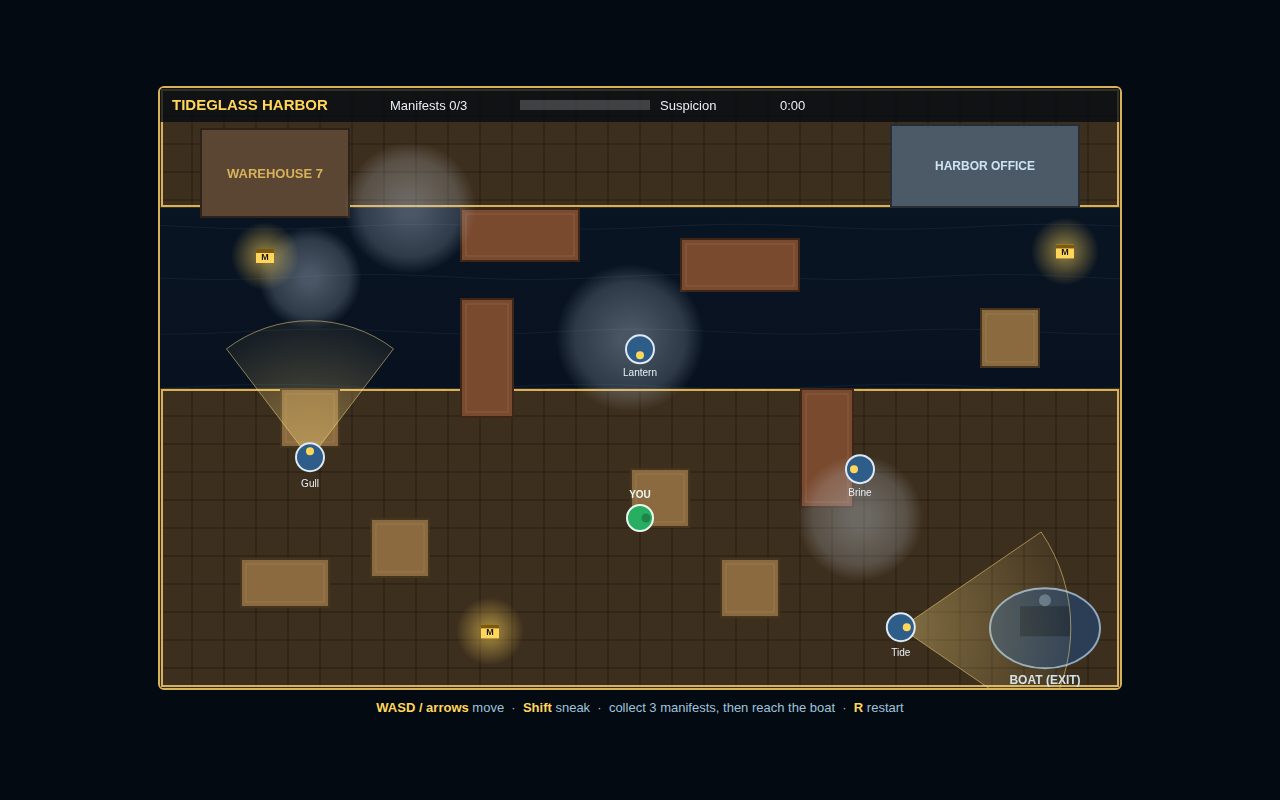 TIDEGLASS HARBOR
Manifests 0/3
Suspicion
0:00
WAREHOUSE 7
HARBOR OFFICE
M
M
Lantern
Gull
YOU
Brine
M
Tide
BOAT (EXIT)
WASD / arrows move · Shift sneak · collect 3 manifests, then reach the boat · R restart